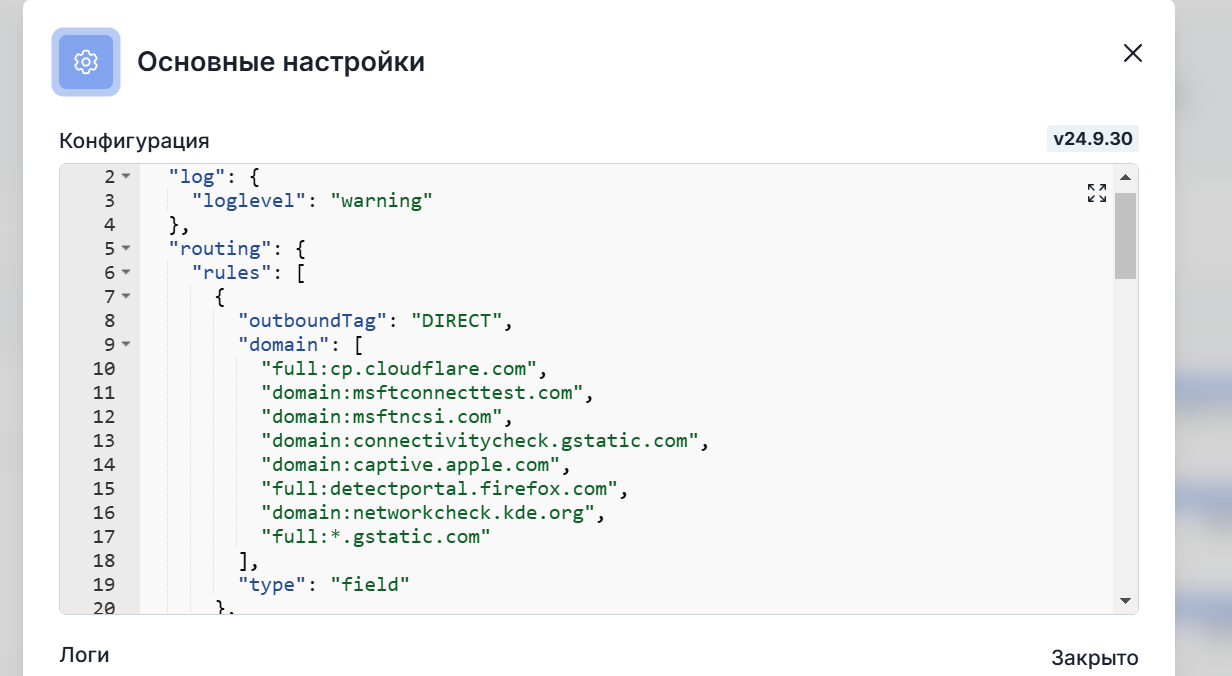 Основные настройки
Конфигурация
v24.9.30
2 "log": {
3 "loglevel": "warning"
4 },
5 "routing": {
6 "rules": [
7 {
8 "outboundTag": "DIRECT",
9 "domain": [
10 "full:cp.cloudflare.com",
11 "domain:msftconnecttest.com",
12 "domain:msftncsi.com",
13 "domain:connectivitycheck.gstatic.com",
14 "domain:captive.apple.com",
15 "full:detectportal.firefox.com",
16 "domain:networkcheck.kde.org",
17 "full:*.gstatic.com"
18 ],
19 "type": "field"
20 },
Логи
Закрыто